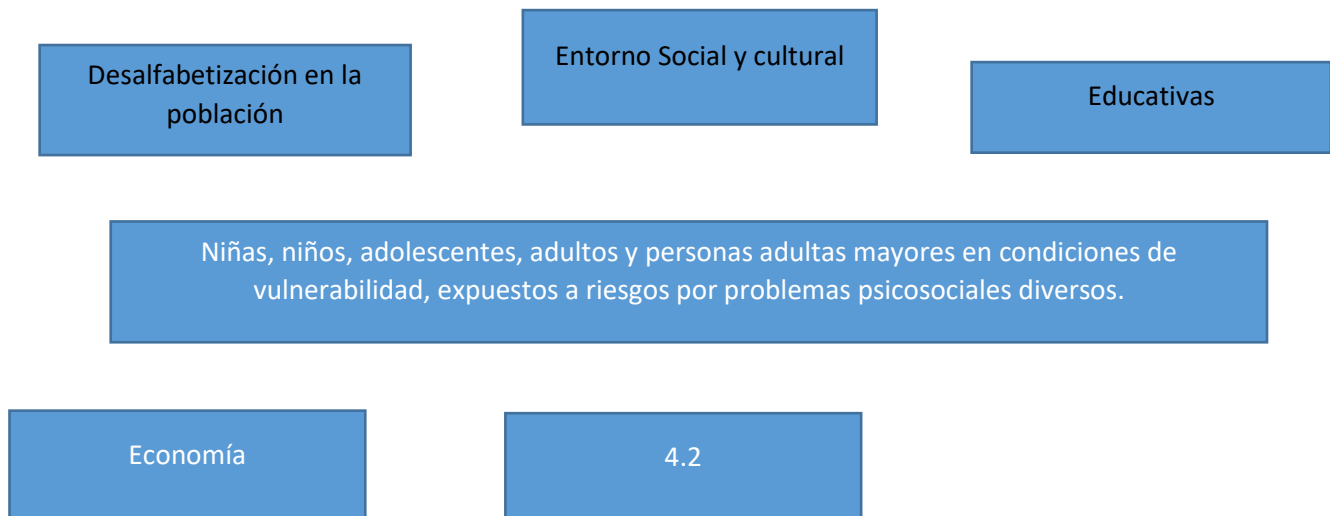 Desalfabetización en la
población
Entorno Social y cultural
Educativas
Niñas, niños, adolescentes, adultos y personas adultas mayores en condiciones de
vulnerabilidad, expuestos a riesgos por problemas psicosociales diversos.
Economía
4.2